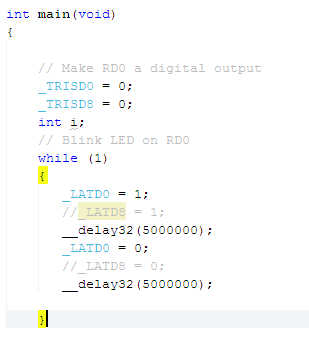 int main(void)
{
// Make RD0 a digital output
_TRISD0 = 0;
_TRISD8 = 0;
int i;
// Blink LED on RD0
while (1)
{
_LATD0 = 1;
//_LATD8 = 1;
__delay32(5000000);
_LATD0 = 0;
//_LATD8 = 0;
__delay32(5000000);
}